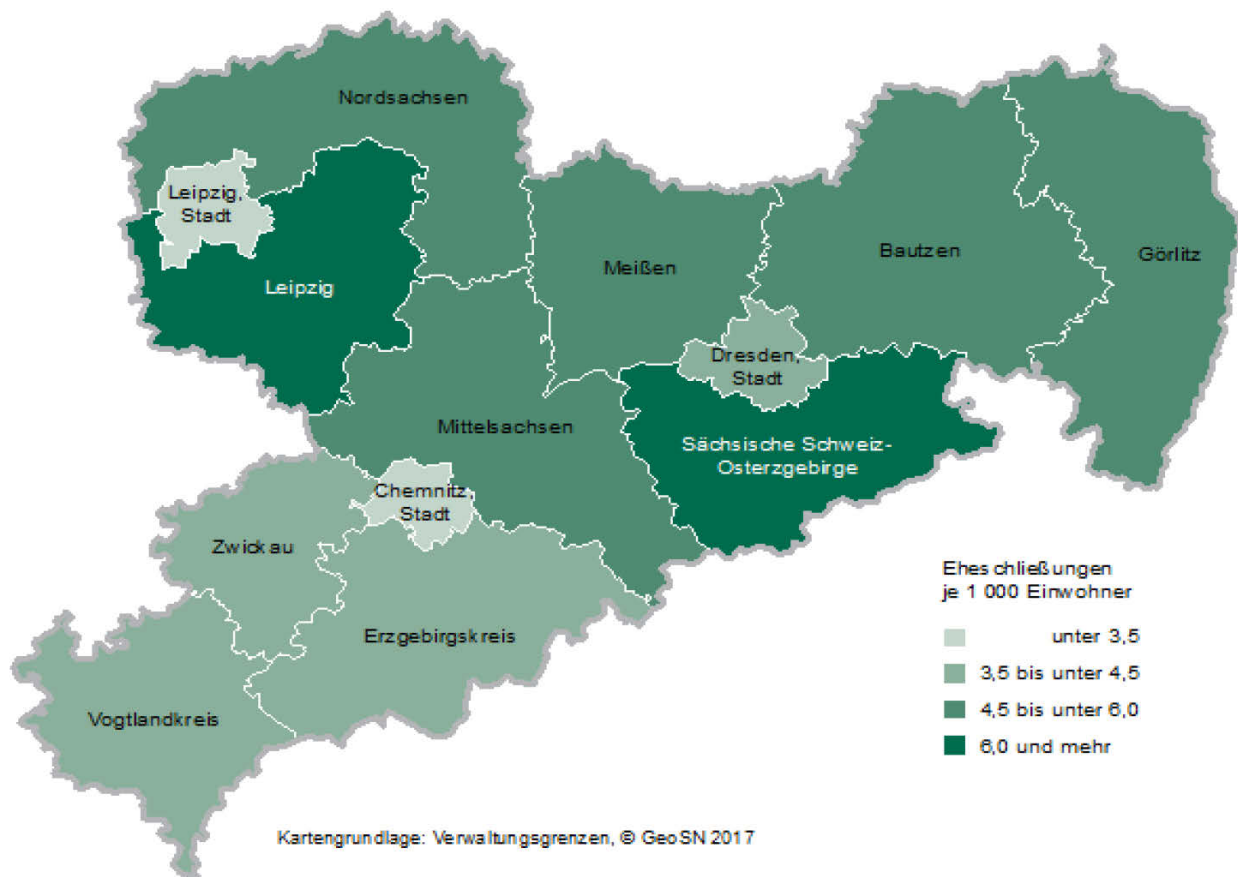 Nordsachsen
Leipzig,
Stadt
Leipzig
Meißen
Bautzen
Görlitz
Dresden,
Stadt
Mittelsachsen
Sächsische Schweiz-
Osterzgebirge
Chemnitz,
Stadt
Zwickau
Erzgebirgskreis
Vogtlandkreis
Eheschließungen
je 1 000 Einwohner
unter 3,5
3,5 bis unter 4,5
4,5 bis unter 6,0
6,0 und mehr
Kartengrundlage: Verwaltungsgrenzen, © GeoSN 2017